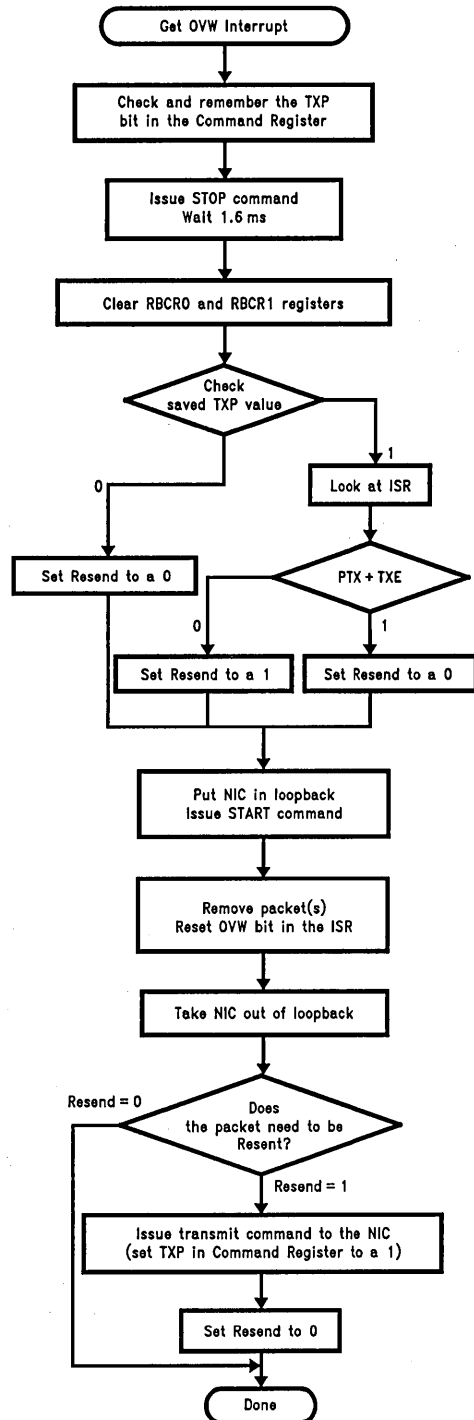 Get OVW Interrupt
Check and remember the TXP
bit in the Command Register
Issue STOP command
Wait 1.6 ms
Clear RBCR0 and RBCR1 registers
Check
saved TXP value
0
1
Look at ISR
Set Resend to a 0
PTX + TXE
0
1
Set Resend to a 1
Set Resend to a 0
Put NIC in loopback
Issue START command
Remove packet(s)
Reset OVW bit in the ISR
Take NIC out of loopback
Resend = 0
Does
the packet need to be
Resent?
Resend = 1
Issue transmit command to the NIC
(set TXP in Command Register to a 1)
Set Resend to 0
Done